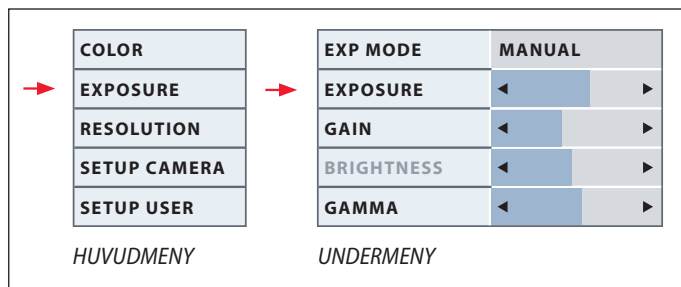 COLOR
EXPOSURE
RESOLUTION
SETUP CAMERA
SETUP USER
HUVUDMENY
EXP MODE MANUAL
EXPOSURE
GAIN
BRIGHTNESS
GAMMA
UNDERMENY